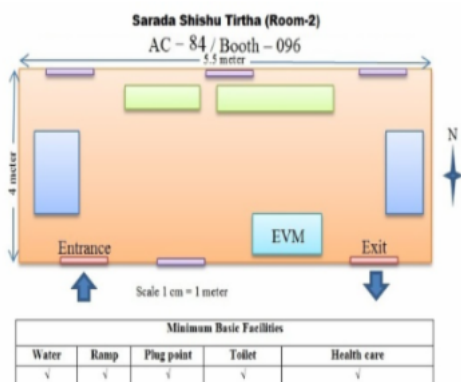 Sarada Shishu Tirtha (Room-2)
AC – 84 / Booth – 096
5.5 meter
4 meter
N
EVM
Entrance
Exit
Scale 1 cm = 1 meter
Minimum Basic Facilities
Water Ramp Plug point Toilet Health care
√ √ √ √ √